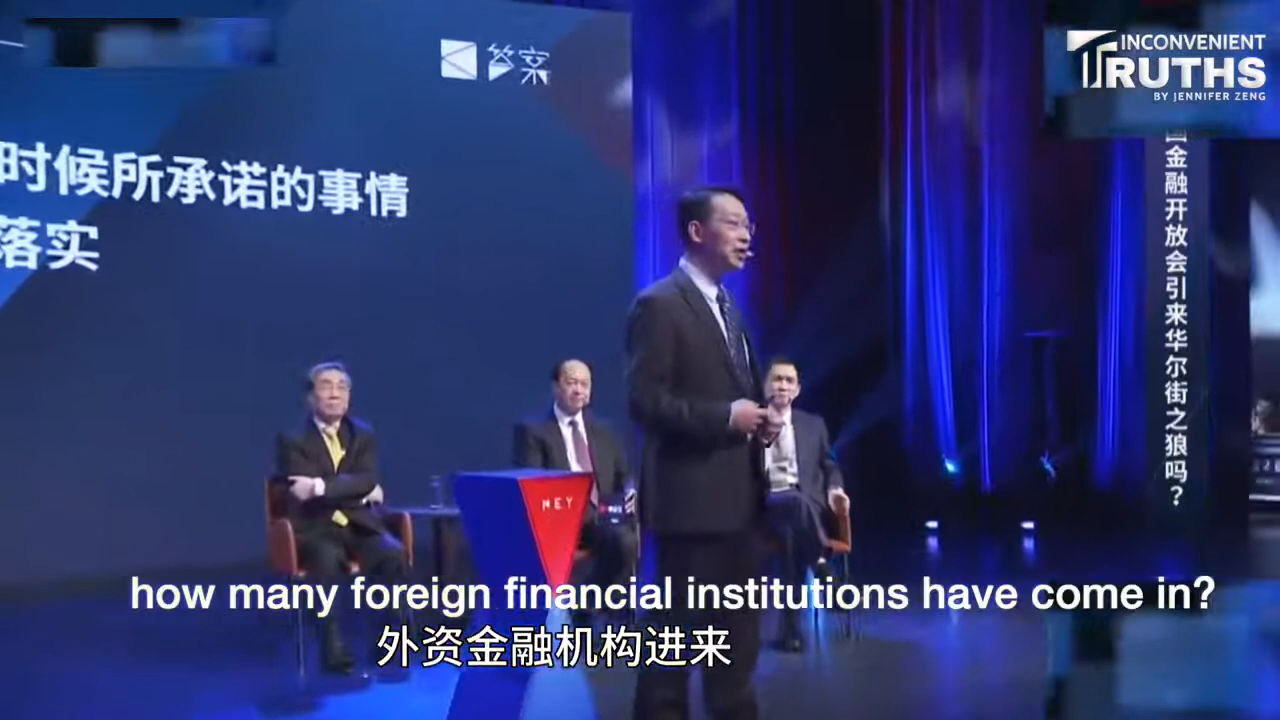 答案
INCONVENIENT
TRUTHS
BY JENNIFER ZENG
时候所承诺的事情
落实
国金融开放会引来华尔街之狼吗？
NEY
how many foreign financial institutions have come in?
外资金融机构进来